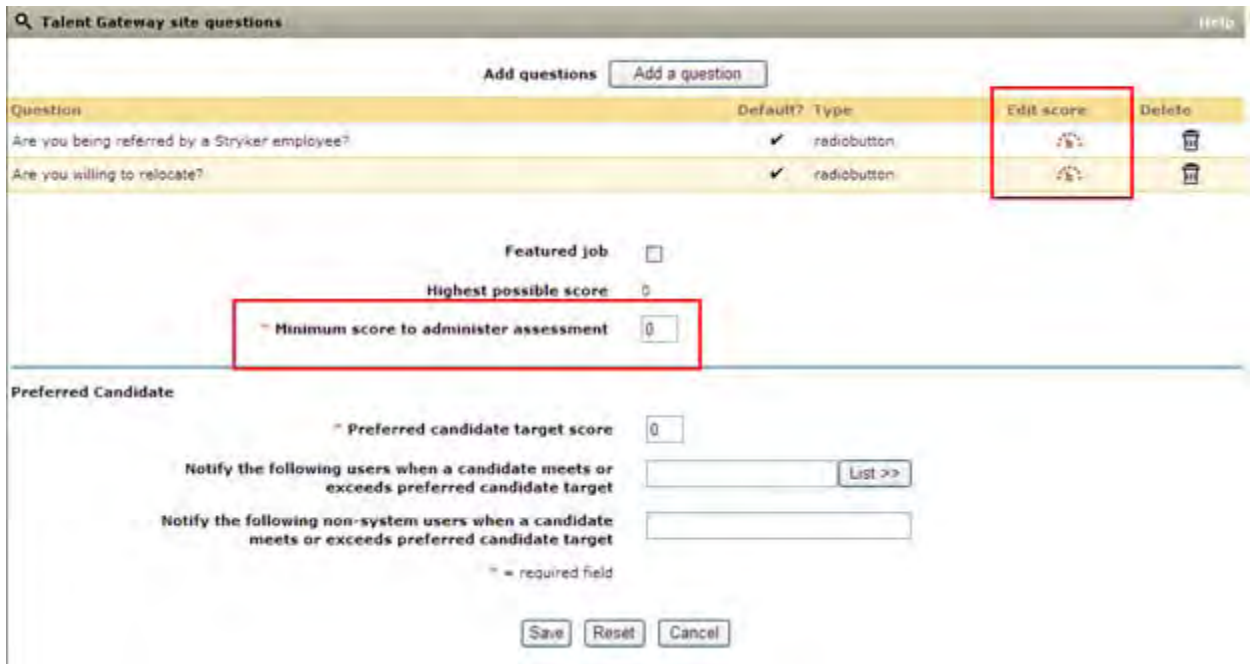 Talent Gateway site questions Help
Add questions Add a question
Question Default? Type Edit score Delete
Are you being referred by a Stryker employee? ✔ radiobutton
Are you willing to relocate? ✔ radiobutton
Featured job
Highest possible score 0
* Minimum score to administer assessment 0
Preferred Candidate
* Preferred candidate target score 0
Notify the following users when a candidate meets or List >>
exceeds preferred candidate target
Notify the following non-system users when a candidate
meets or exceeds preferred candidate target
* = required field
Save Reset Cancel